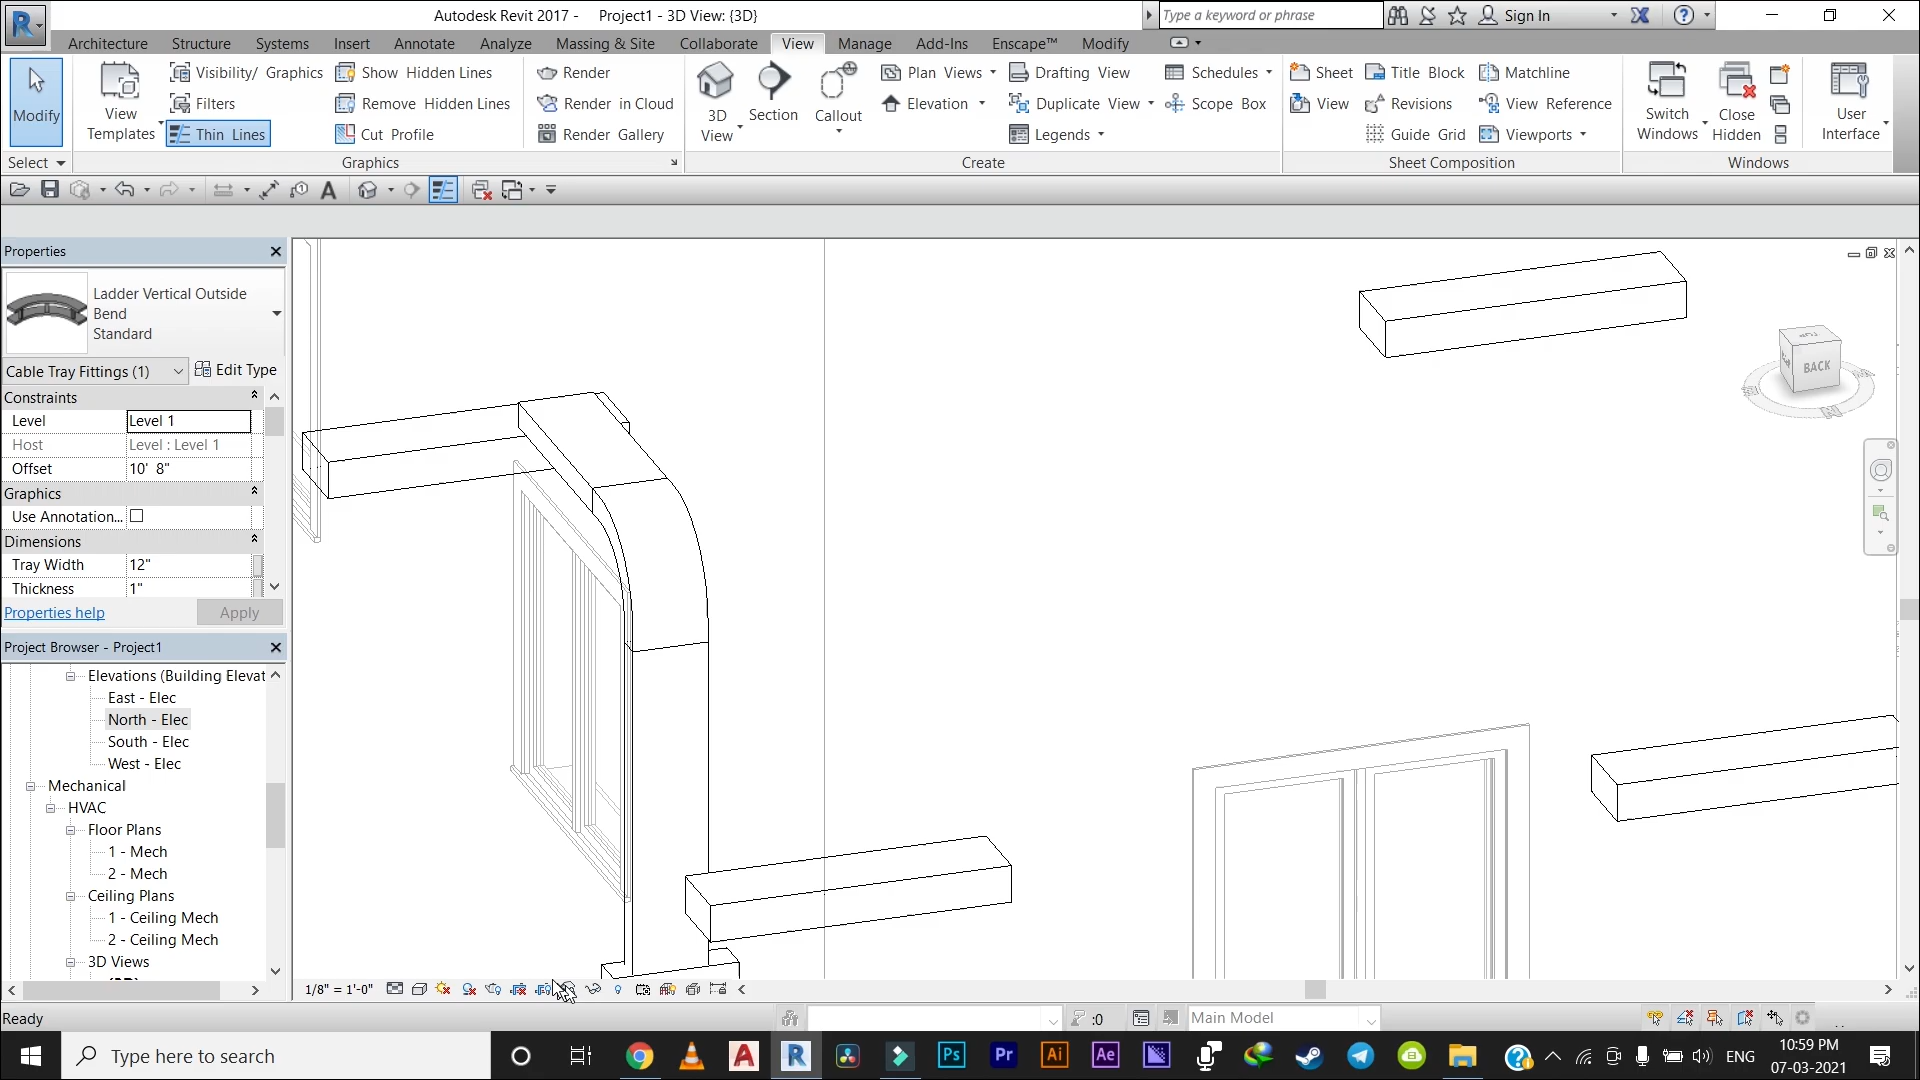 Autodesk Revit 2017 - Project1 - 3D View: {3D}
Type a keyword or phrase
Sign In
Architecture Structure Systems Insert Annotate Analyze Massing & Site Collaborate View Manage Add-Ins Enscape™ Modify
Modify
View Templates
Visibility/ Graphics
Filters
Thin Lines
Show Hidden Lines
Remove Hidden Lines
Cut Profile
Render
Render in Cloud
Render Gallery
3D View
Section
Callout
Plan Views
Elevation
Drafting View
Duplicate View
Legends
Schedules
Scope Box
Sheet
View
Title Block
Revisions
Guide Grid
Matchline
View Reference
Viewports
Switch Windows
Close Hidden
User Interface
Select Graphics Create Sheet Composition Windows
Properties
Ladder Vertical Outside
Bend
Standard
Cable Tray Fittings (1)
Edit Type
Constraints
Level Level 1
Host Level : Level 1
Offset 10' 8"
Graphics
Use Annotation...
Dimensions
Tray Width 12"
Thickness 1"
Properties help
Apply
Project Browser - Project1
Elevations (Building Elevat
East - Elec
North - Elec
South - Elec
West - Elec
Mechanical
HVAC
Floor Plans
1 - Mech
2 - Mech
Ceiling Plans
1 - Ceiling Mech
2 - Ceiling Mech
3D Views
BACK
1/8" = 1'-0"
Ready
:0
Main Model
Type here to search
Ps Pr Ai Ae
ENG
10:59 PM
07-03-2021